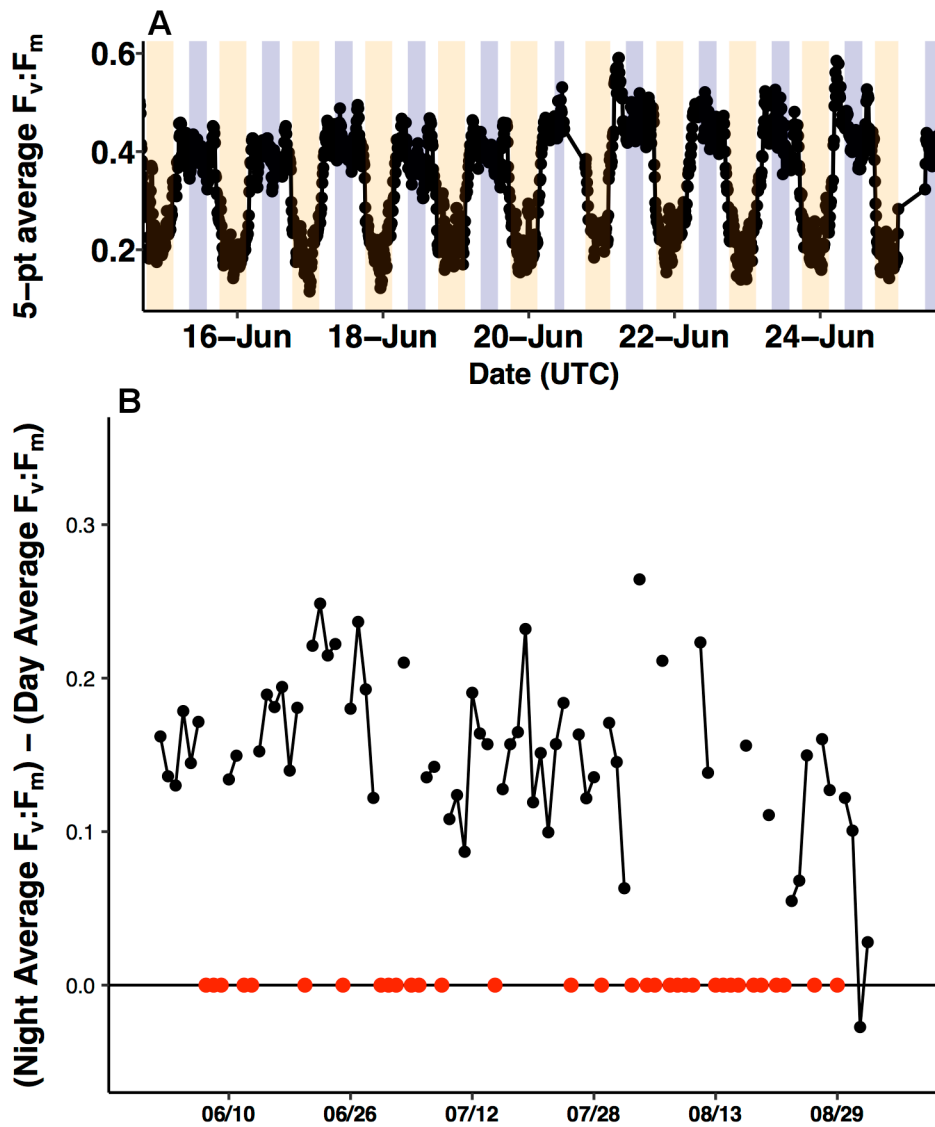 A
5–pt average Fv:Fm
0.6
0.4
0.2
16–Jun 18–Jun 20–Jun 22–Jun 24–Jun
Date (UTC)
B
(Night Average Fv:Fm) – (Day Average Fv:Fm)
0.3
0.2
0.1
0.0
06/10 06/26 07/12 07/28 08/13 08/29